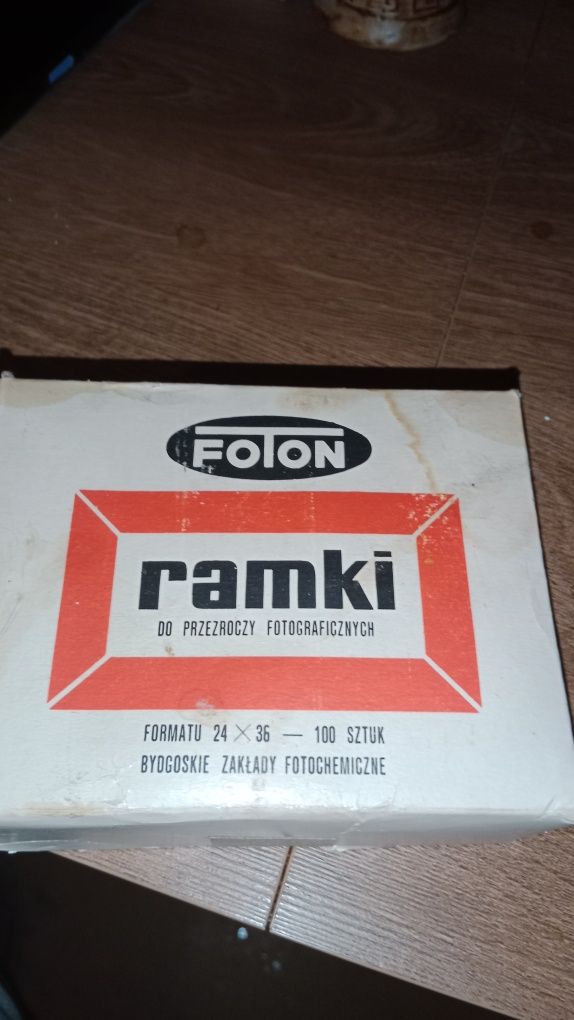 FOTON
ramki
DO PRZEZROCZY FOTOGRAFICZNYCH
FORMATU 24 × 36 — 100 SZTUK
BYDGOSKIE ZAKŁADY FOTOCHEMICZNE